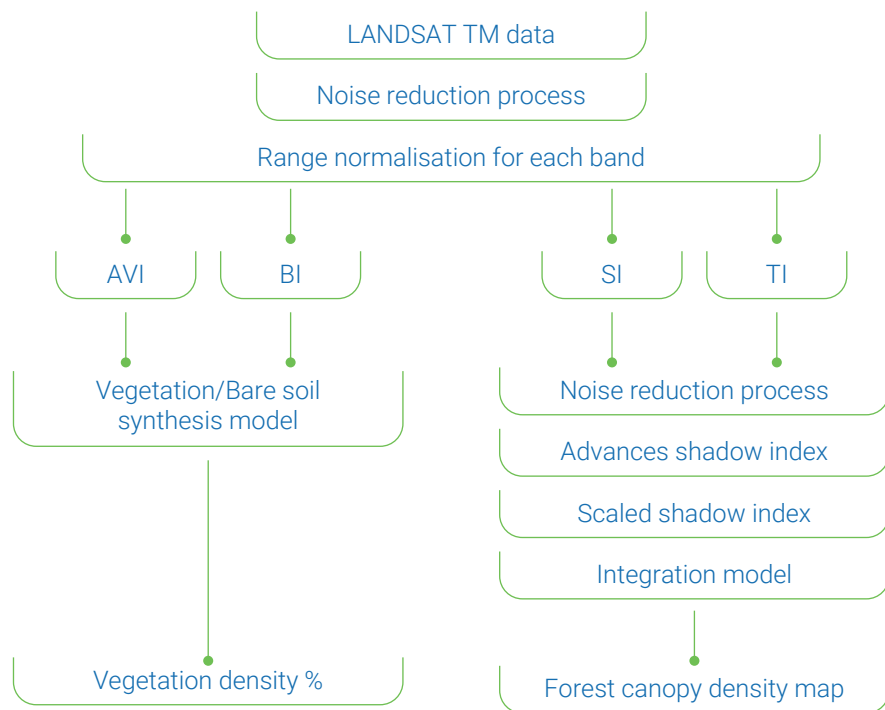 LANDSAT TM data
Noise reduction process
Range normalisation for each band
AVI
BI
SI
TI
Vegetation/Bare soil
synthesis model
Noise reduction process
Advances shadow index
Scaled shadow index
Integration model
Vegetation density %
Forest canopy density map